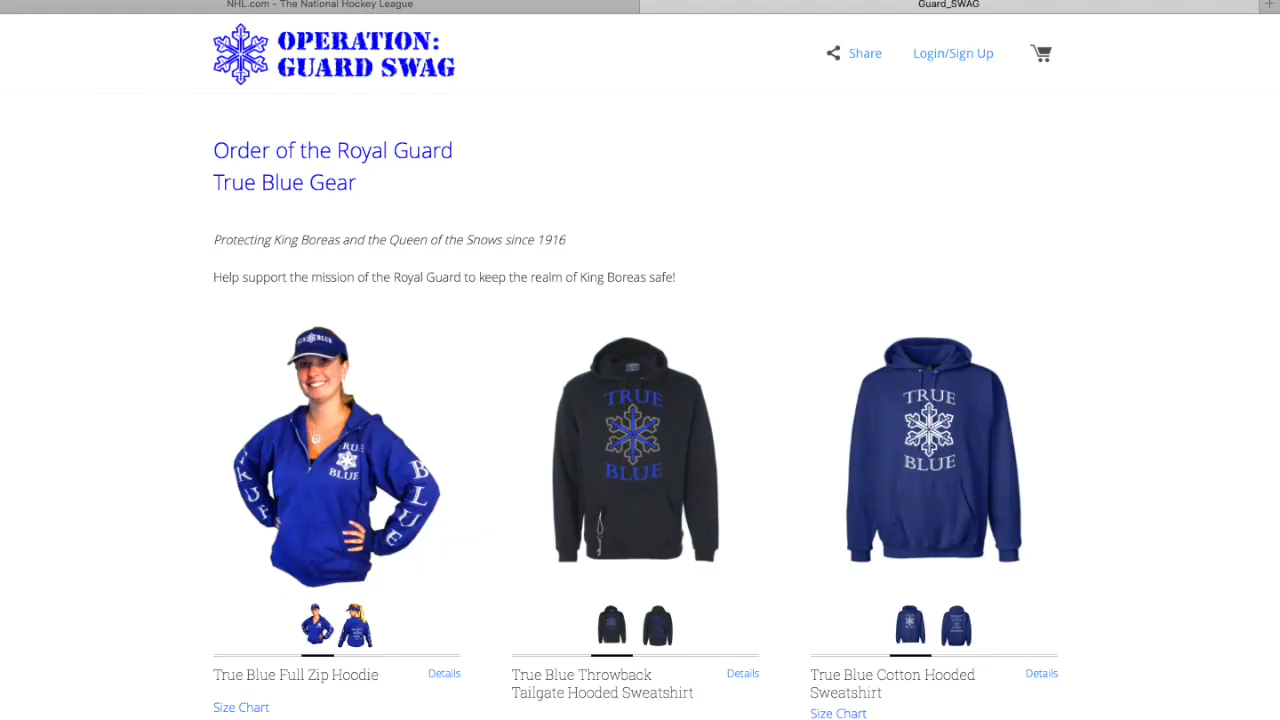 NHL.com - The National Hockey League
Guard_SWAG
OPERATION:
GUARD SWAG
Share
Login/Sign Up
Order of the Royal Guard
True Blue Gear
Protecting King Boreas and the Queen of the Snows since 1916
Help support the mission of the Royal Guard to keep the realm of King Boreas safe!
TRUE BLUE
TRUE
BLUE
TRUE
BLUE
TRUE
BLUE
TRUE
BLUE
True Blue Full Zip Hoodie
Details
Size Chart
True Blue Throwback
Tailgate Hooded Sweatshirt
Details
True Blue Cotton Hooded
Sweatshirt
Details
Size Chart